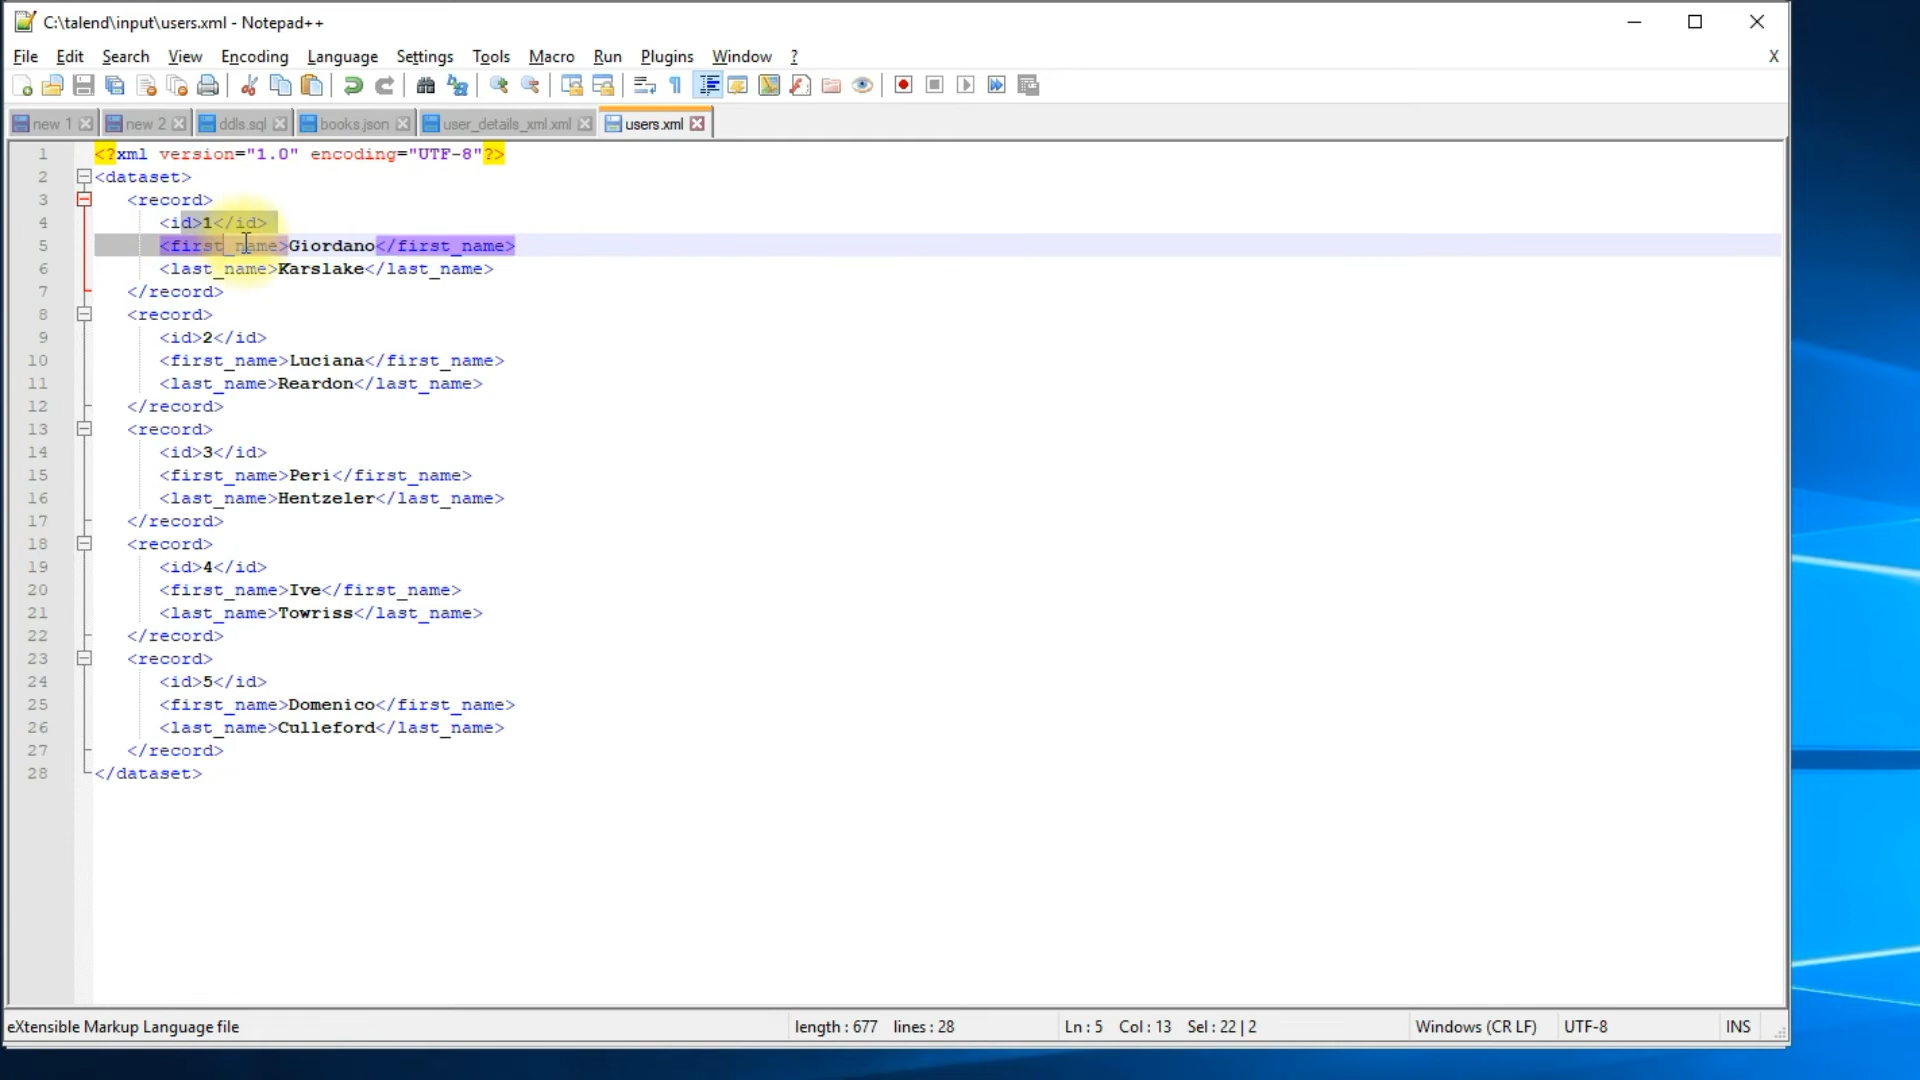 C:\talend\input\users.xml - Notepad++
File Edit Search View Encoding Language Settings Tools Macro Run Plugins Window ? X
new 1 new 2 ddls.sql books.json user_details_xml.xml users.xml
1 <?xml version="1.0" encoding="UTF-8"?>
2 <dataset>
3 <record>
4 <id>1</id>
5 <first_name>Giordano</first_name>
6 <last_name>Karslake</last_name>
7 </record>
8 <record>
9 <id>2</id>
10 <first_name>Luciana</first_name>
11 <last_name>Reardon</last_name>
12 </record>
13 <record>
14 <id>3</id>
15 <first_name>Peri</first_name>
16 <last_name>Hentzeler</last_name>
17 </record>
18 <record>
19 <id>4</id>
20 <first_name>Ive</first_name>
21 <last_name>Towriss</last_name>
22 </record>
23 <record>
24 <id>5</id>
25 <first_name>Domenico</first_name>
26 <last_name>Culleford</last_name>
27 </record>
28 </dataset>
eXtensible Markup Language file length : 677 lines : 28 Ln : 5 Col : 13 Sel : 22 | 2 Windows (CR LF) UTF-8 INS